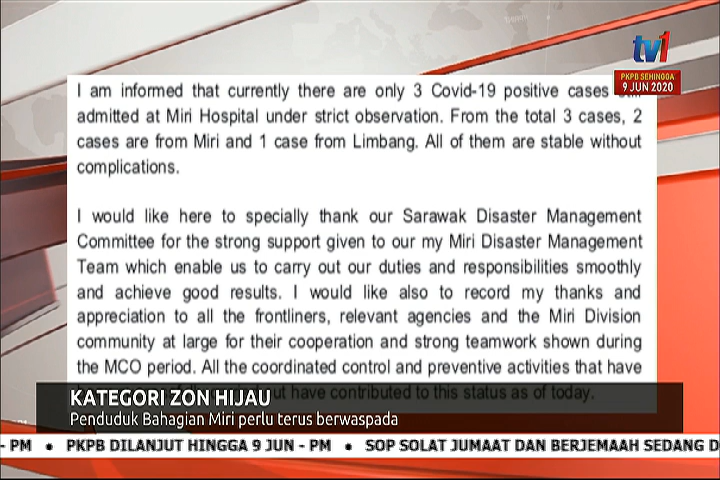 tv1
PKPB SEHINGGA
9 JUN 2020
I am informed that currently there are only 3 Covid-19 positive cases
admitted at Miri Hospital under strict observation. From the total 3 cases, 2
cases are from Miri and 1 case from Limbang. All of them are stable without
complications.
I would like here to specially thank our Sarawak Disaster Management
Committee for the strong support given to our my Miri Disaster Management
Team which enable us to carry out our duties and responsibilities smoothly
and achieve good results. I would like also to record my thanks and
appreciation to all the frontliners, relevant agencies and the Miri Division
community at large for their cooperation and strong teamwork shown during
the MCO period. All the coordinated control and preventive activities that have
have contributed to this status as of today.
KATEGORI ZON HIJAU
Penduduk Bahagian Miri perlu terus berwaspada
- PM • PKPB DILANJUT HINGGA 9 JUN - PM • SOP SOLAT JUMAAT DAN BERJEMAAH SEDANG D